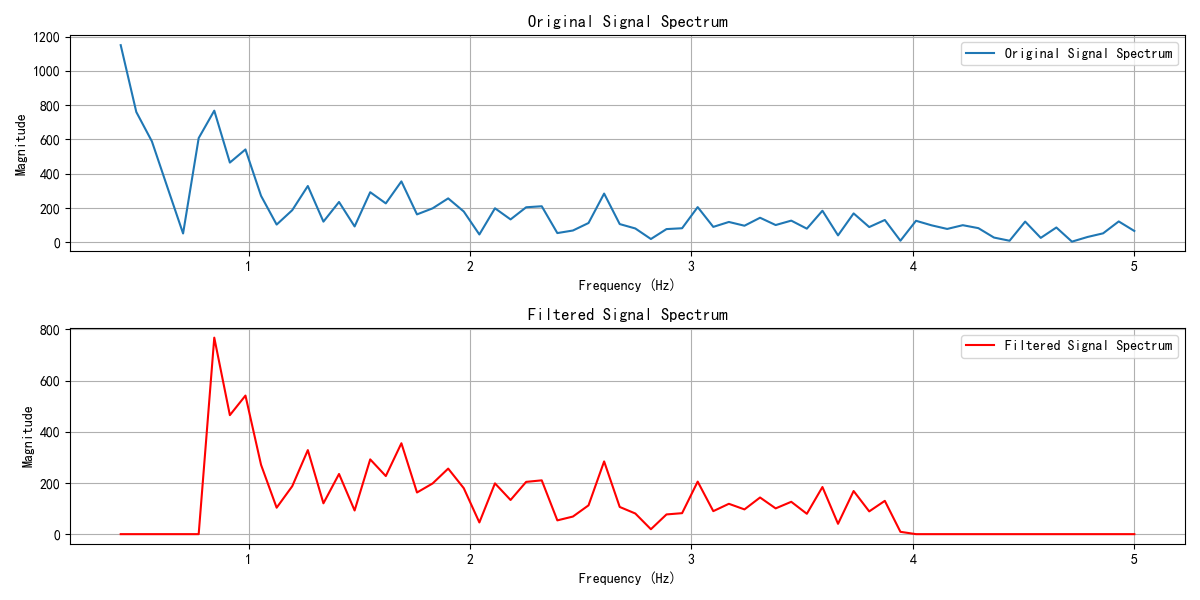 Original Signal Spectrum
1200
1000
800
600
400
200
0
Magnitude
Original Signal Spectrum
1 2 3 4 5
Frequency (Hz)
Filtered Signal Spectrum
800
600
400
200
0
Magnitude
Filtered Signal Spectrum
1 2 3 4 5
Frequency (Hz)